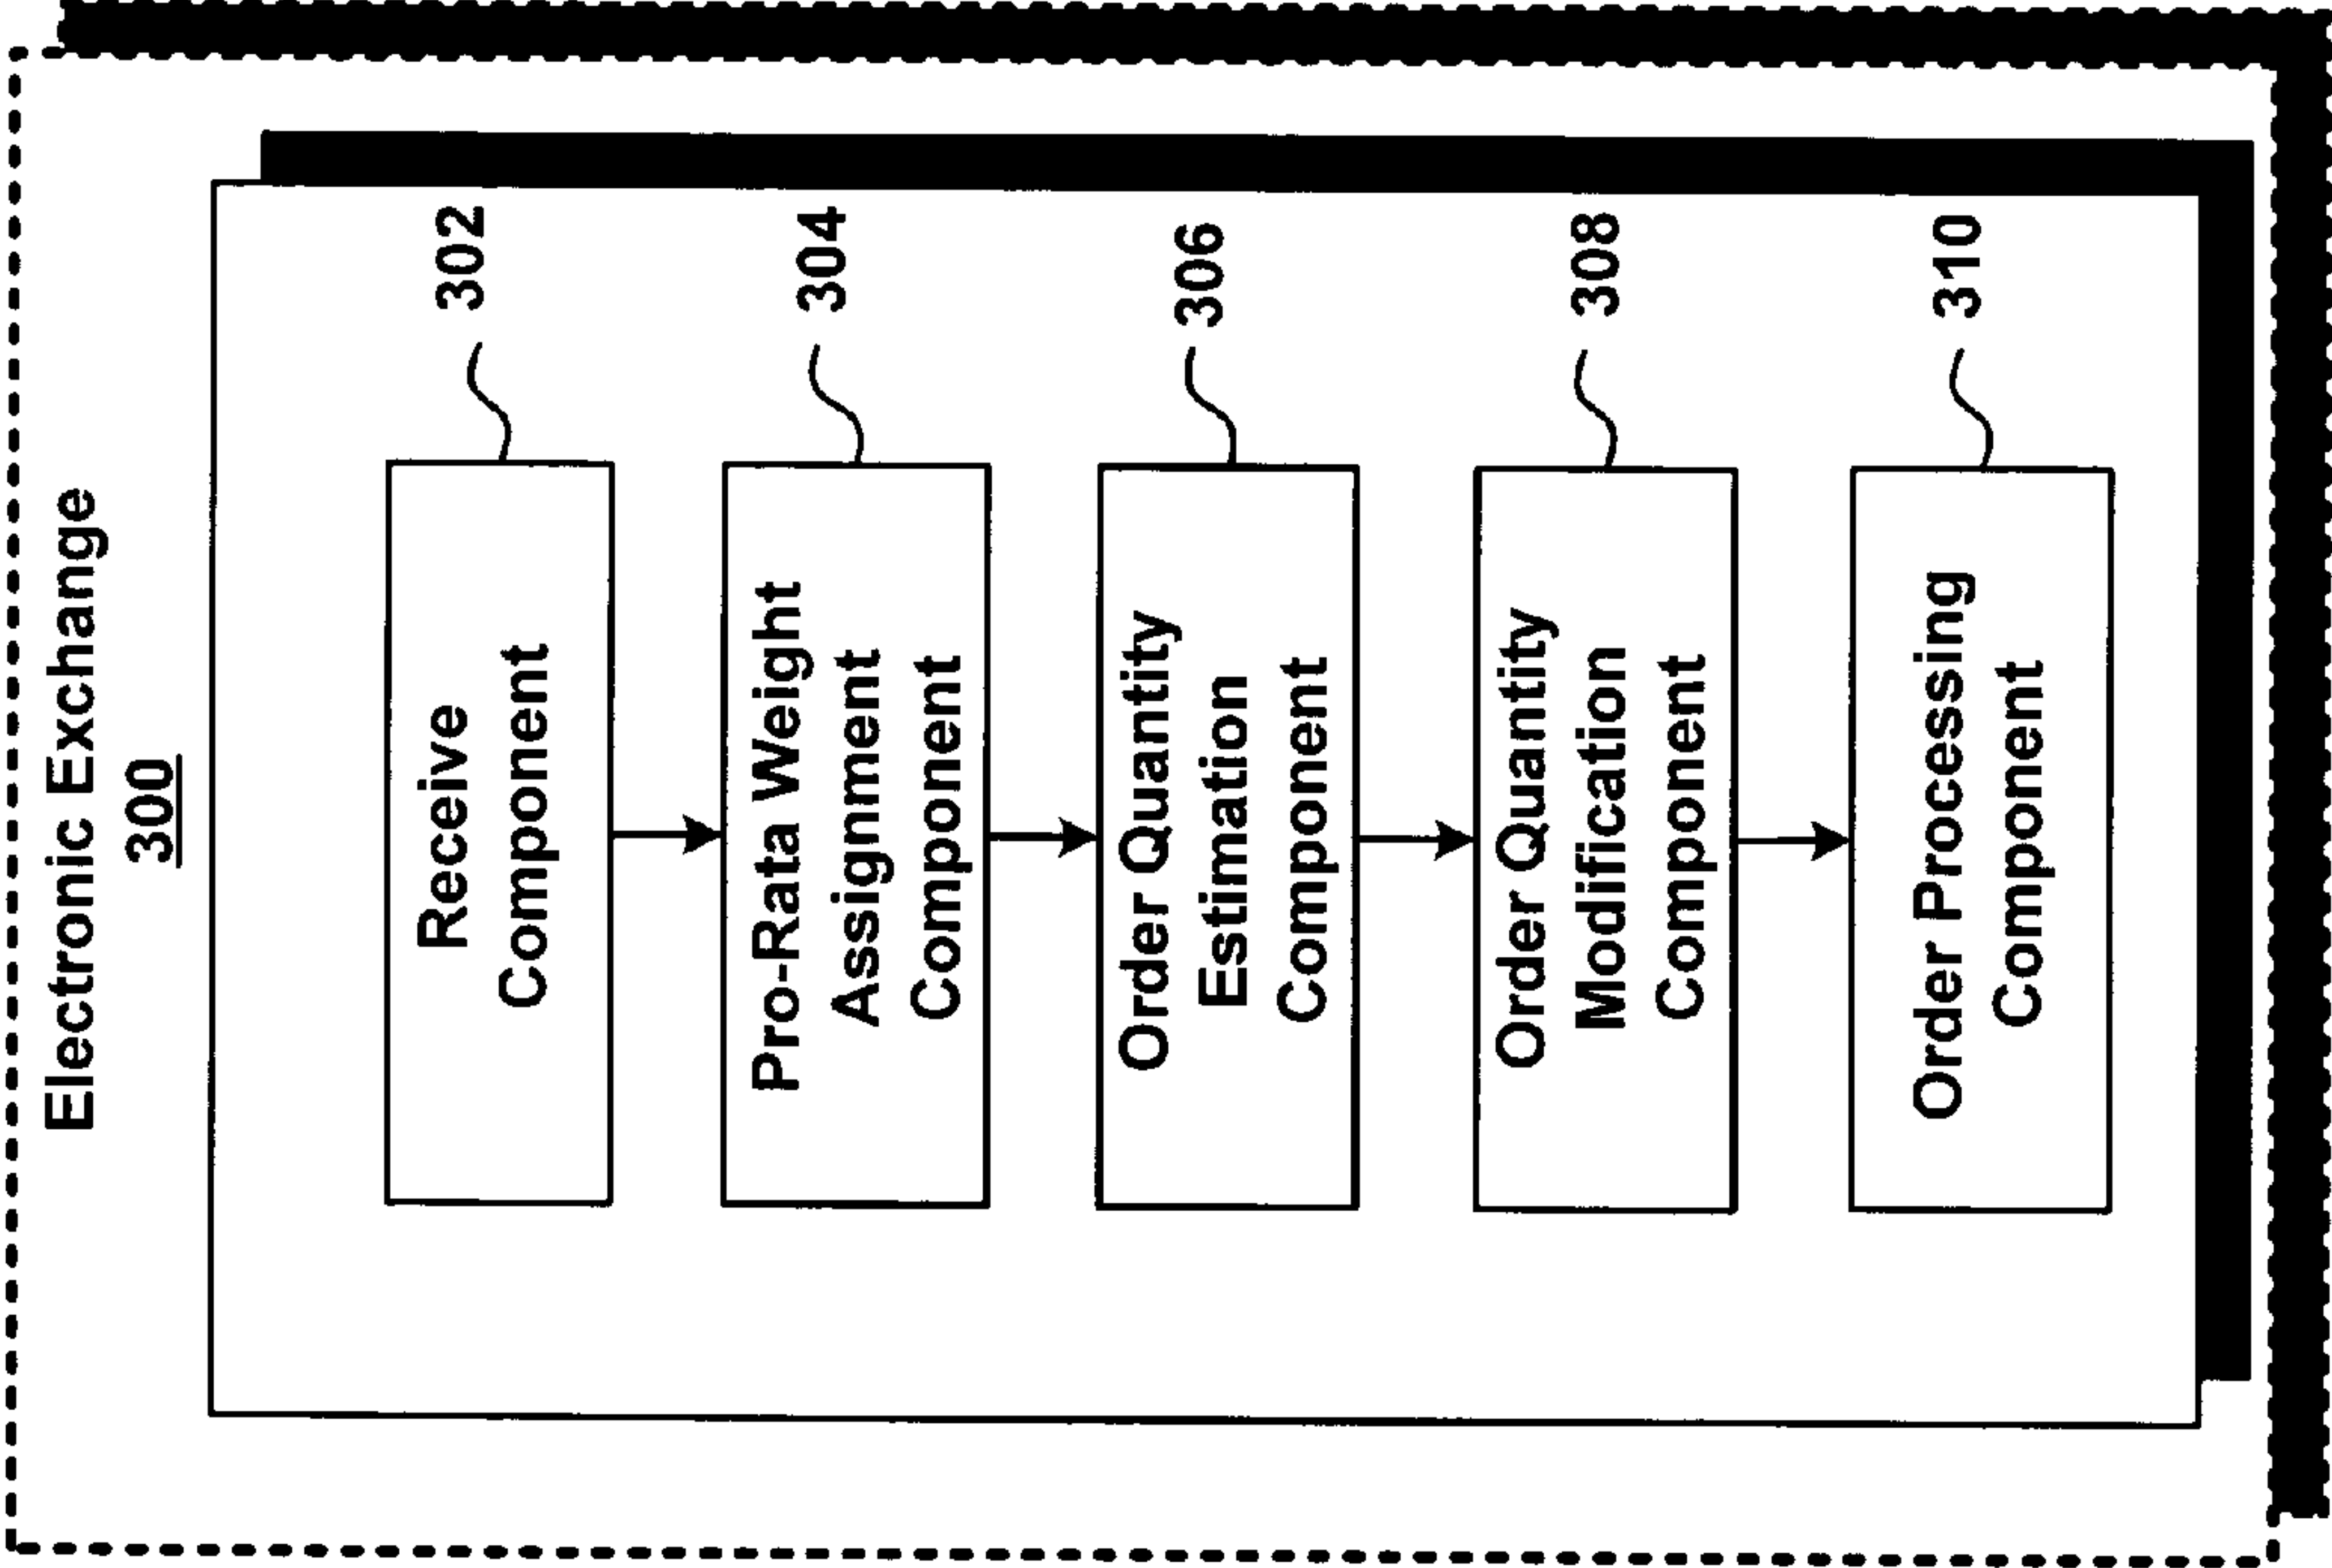 Electronic Exchange
300
Receive
Component
302
Pro-Rata Weight
Assignment
Component
304
Order Quantity
Estimation
Component
306
Order Quantity
Modification
Component
308
Order Processing
Component
310